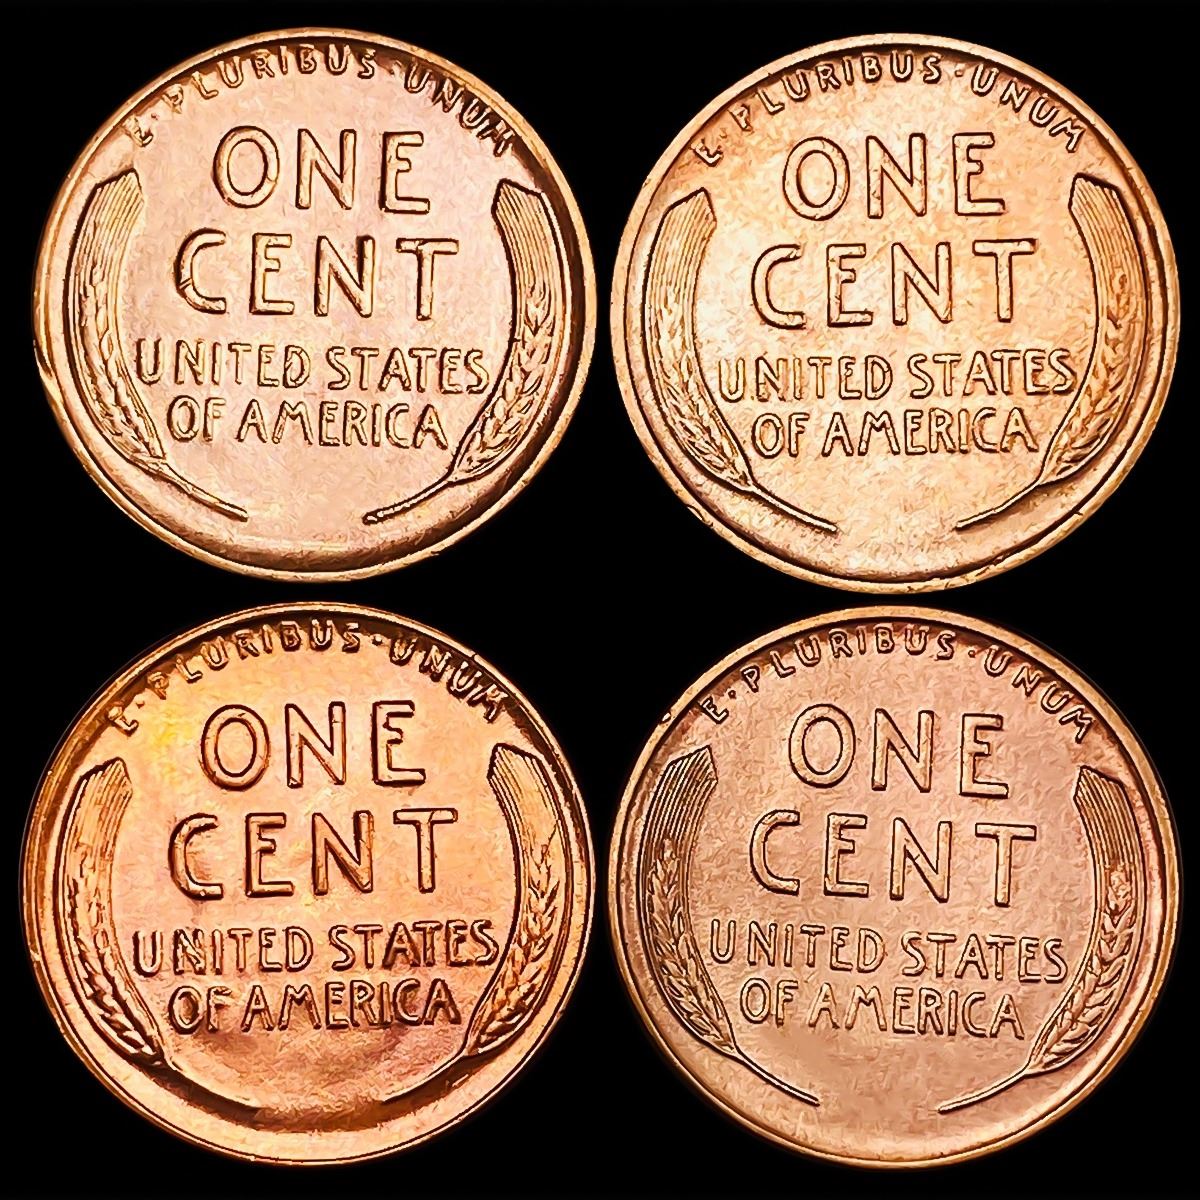 E · PLURIBUS · UNUM
ONE
CENT
UNITED STATES
OF AMERICA
E · PLURIBUS · UNUM
ONE
CENT
UNITED STATES
OF AMERICA
E · PLURIBUS · UNUM
ONE
CENT
UNITED STATES
OF AMERICA
E · PLURIBUS · UNUM
ONE
CENT
UNITED STATES
OF AMERICA